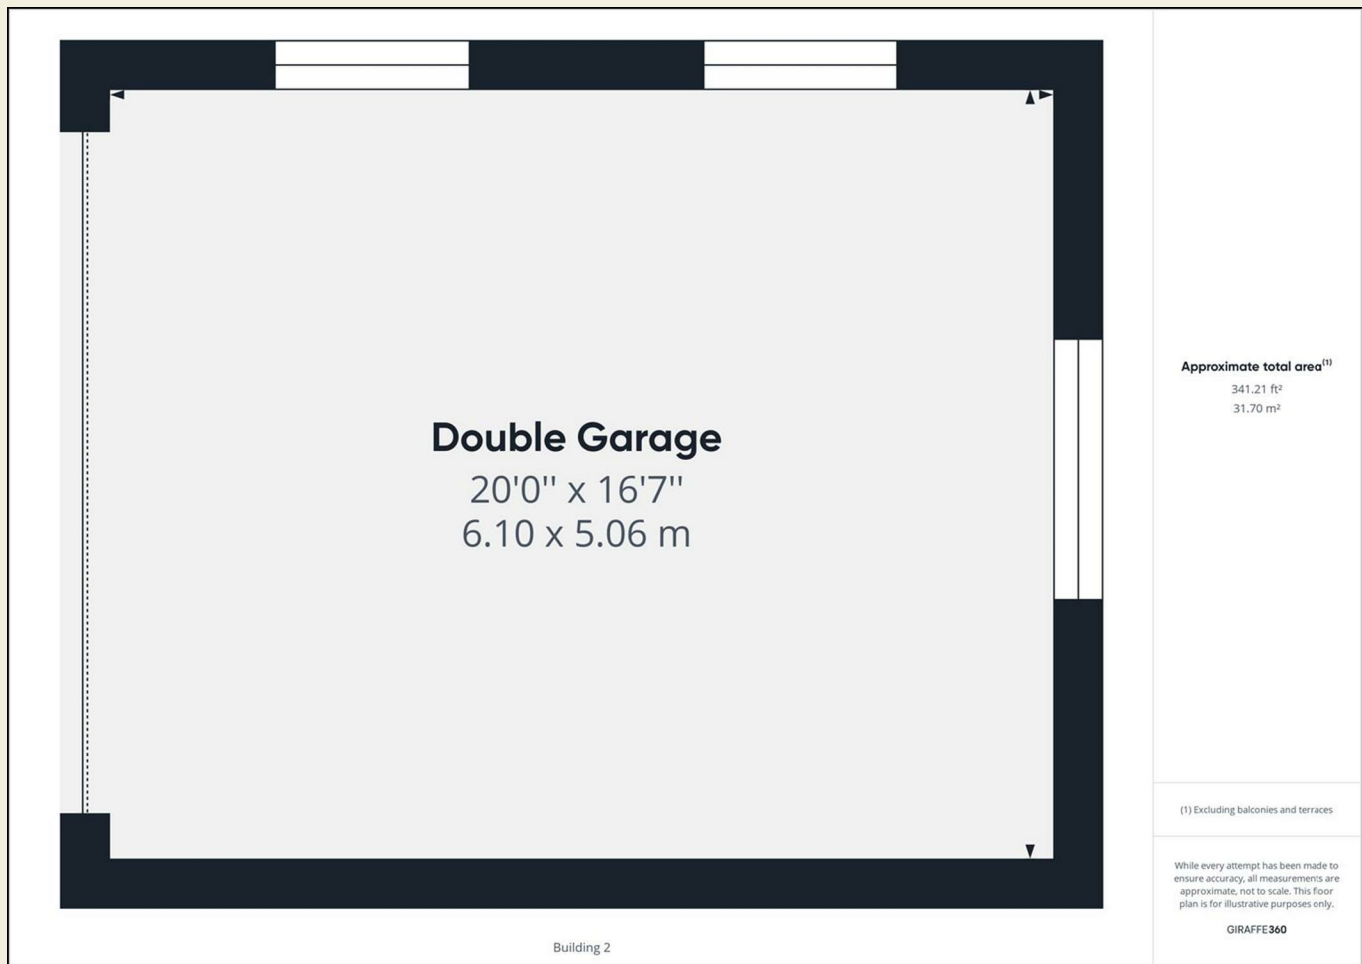 Double Garage
20'0'' x 16'7''
6.10 x 5.06 m
Building 2
Approximate total area(1)
341.21 ft²
31.70 m²
(1) Excluding balconies and terraces
While every attempt has been made to
ensure accuracy, all measurements are
approximate, not to scale. This floor
plan is for illustrative purposes only.
GIRAFFE360